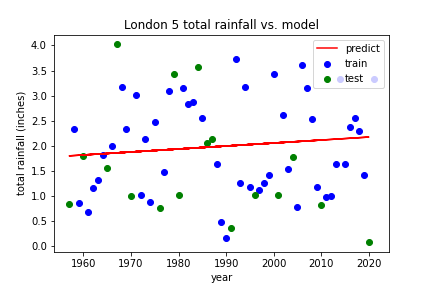 London 5 total rainfall vs. model
4.0
3.5
3.0
2.5
2.0
1.5
1.0
0.5
0.0
total rainfall (inches)
predict
train
test
1960 1970 1980 1990 2000 2010 2020
year